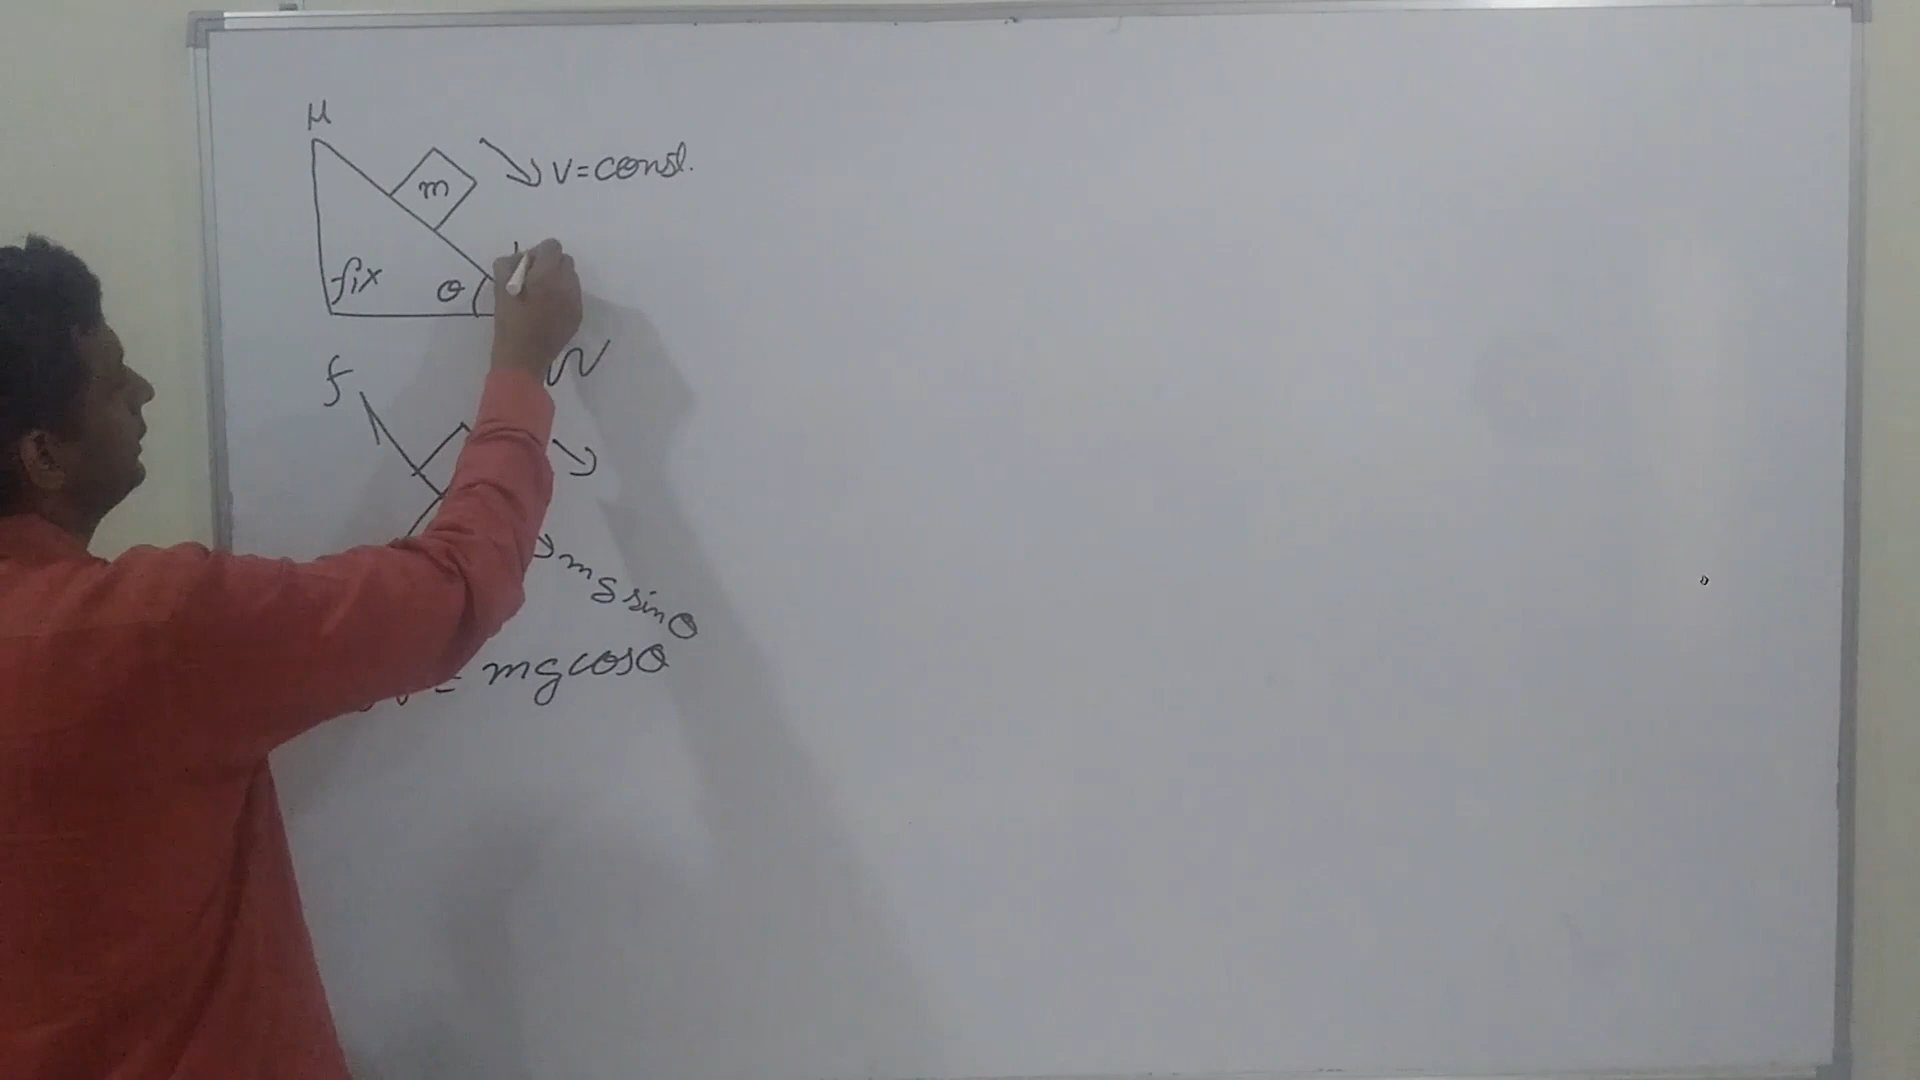 μ
m
v=const.
fix
θ
f
N
mg sinθ
= mg cosθ